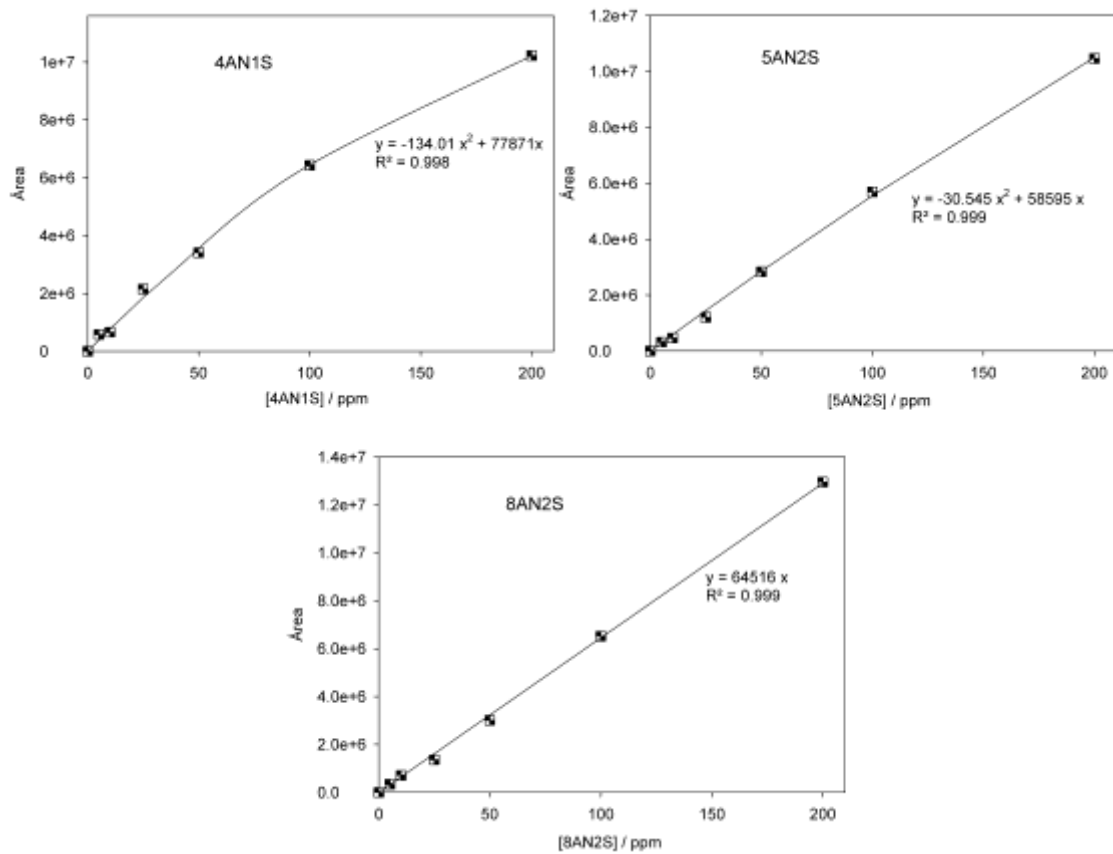 4AN1S
1e+7
8e+6
6e+6
4e+6
2e+6
0
Área
y = -134.01 x² + 77871x
R² = 0.998
0 50 100 150 200
[4AN1S] / ppm
5AN2S
1.2e+7
1.0e+7
8.0e+6
6.0e+6
4.0e+6
2.0e+6
0.0
Área
y = -30.545 x² + 58595 x
R² = 0.999
0 50 100 150 200
[5AN2S] / ppm
8AN2S
1.4e+7
1.2e+7
1.0e+7
8.0e+6
6.0e+6
4.0e+6
2.0e+6
0.0
Área
y = 64516 x
R² = 0.999
0 50 100 150 200
[8AN2S] / ppm